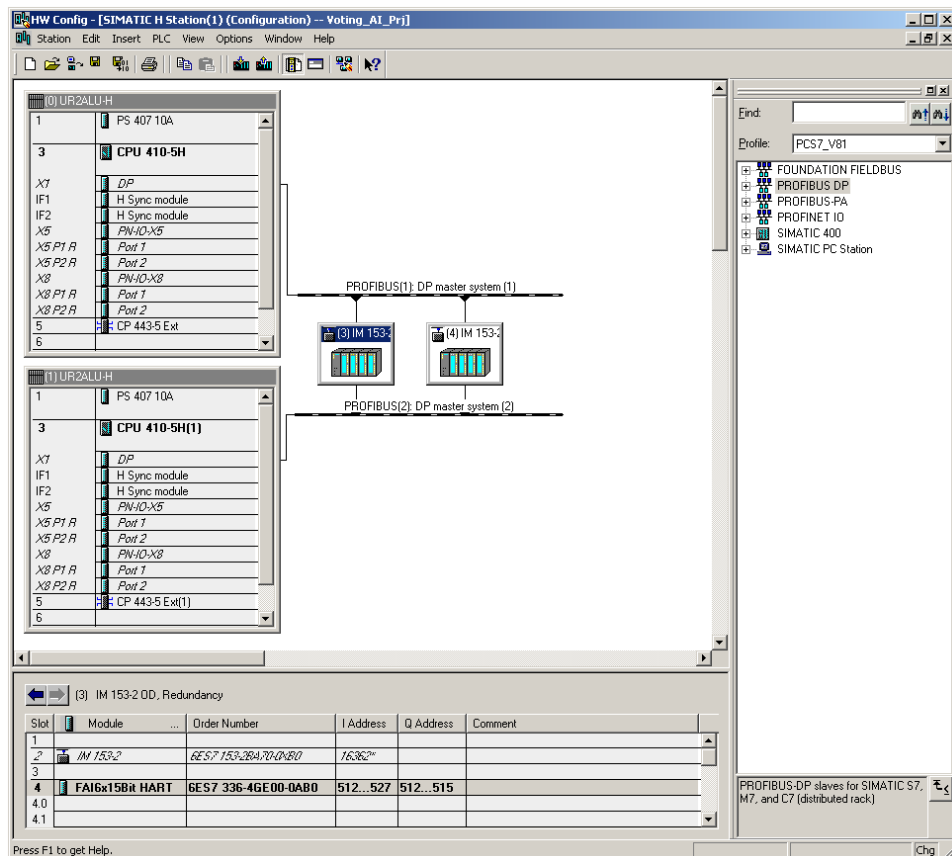 HW Config - [SIMATIC H Station(1) (Configuration) -- Voting_AI_Prj]
Station Edit Insert PLC View Options Window Help
(0) UR2ALU-H
1 PS 407 10A
3 CPU 410-5H
X1 DP
IF1 H Sync module
IF2 H Sync module
X5 PN-IO-X5
X5 P1 R Port 1
X5 P2 R Port 2
X8 PN-IO-X8
X8 P1 R Port 1
X8 P2 R Port 2
5 CP 443-5 Ext
6
(1) UR2ALU-H
1 PS 407 10A
3 CPU 410-5H(1)
X1 DP
IF1 H Sync module
IF2 H Sync module
X5 PN-IO-X5
X5 P1 R Port 1
X5 P2 R Port 2
X8 PN-IO-X8
X8 P1 R Port 1
X8 P2 R Port 2
5 CP 443-5 Ext(1)
6
PROFIBUS(1): DP master system (1)
(3) IM 153-2
(4) IM 153-2
PROFIBUS(2): DP master system (2)
Find:
Profile: PCS7_V81
FOUNDATION FIELDBUS
PROFIBUS DP
PROFIBUS-PA
PROFINET IO
SIMATIC 400
SIMATIC PC Station
PROFIBUS-DP slaves for SIMATIC S7,
M7, and C7 (distributed rack)
(3) IM 153-2 OD, Redundancy
Slot Module ... Order Number I Address Q Address Comment
1
2 IM 153-2 6ES7 153-2BA70-0XB0 16362*
3
4 FAI6x15Bit HART 6ES7 336-4GE00-0AB0 512...527 512...515
4.0
4.1
Press F1 to get Help.
Chg